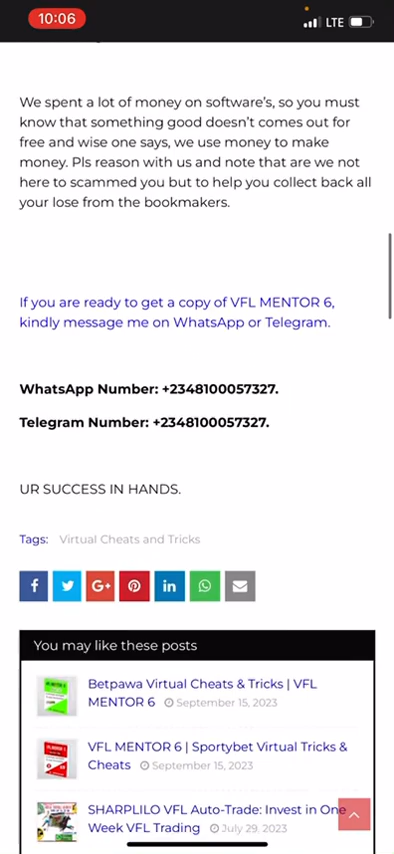 10:06
LTE
We spent a lot of money on software's, so you must
know that something good doesn't comes out for
free and wise one says, we use money to make
money. Pls reason with us and note that are we not
here to scammed you but to help you collect back all
your lose from the bookmakers.
If you are ready to get a copy of VFL MENTOR 6,
kindly message me on WhatsApp or Telegram.
WhatsApp Number: +2348100057327.
Telegram Number: +2348100057327.
UR SUCCESS IN HANDS.
Tags: Virtual Cheats and Tricks
You may like these posts
Betpawa Virtual Cheats & Tricks | VFL
MENTOR 6 September 15, 2023
VFL MENTOR 6 | Sportybet Virtual Tricks &
Cheats September 15, 2023
SHARPLILO VFL Auto-Trade: Invest in One
Week VFL Trading July 29, 2023